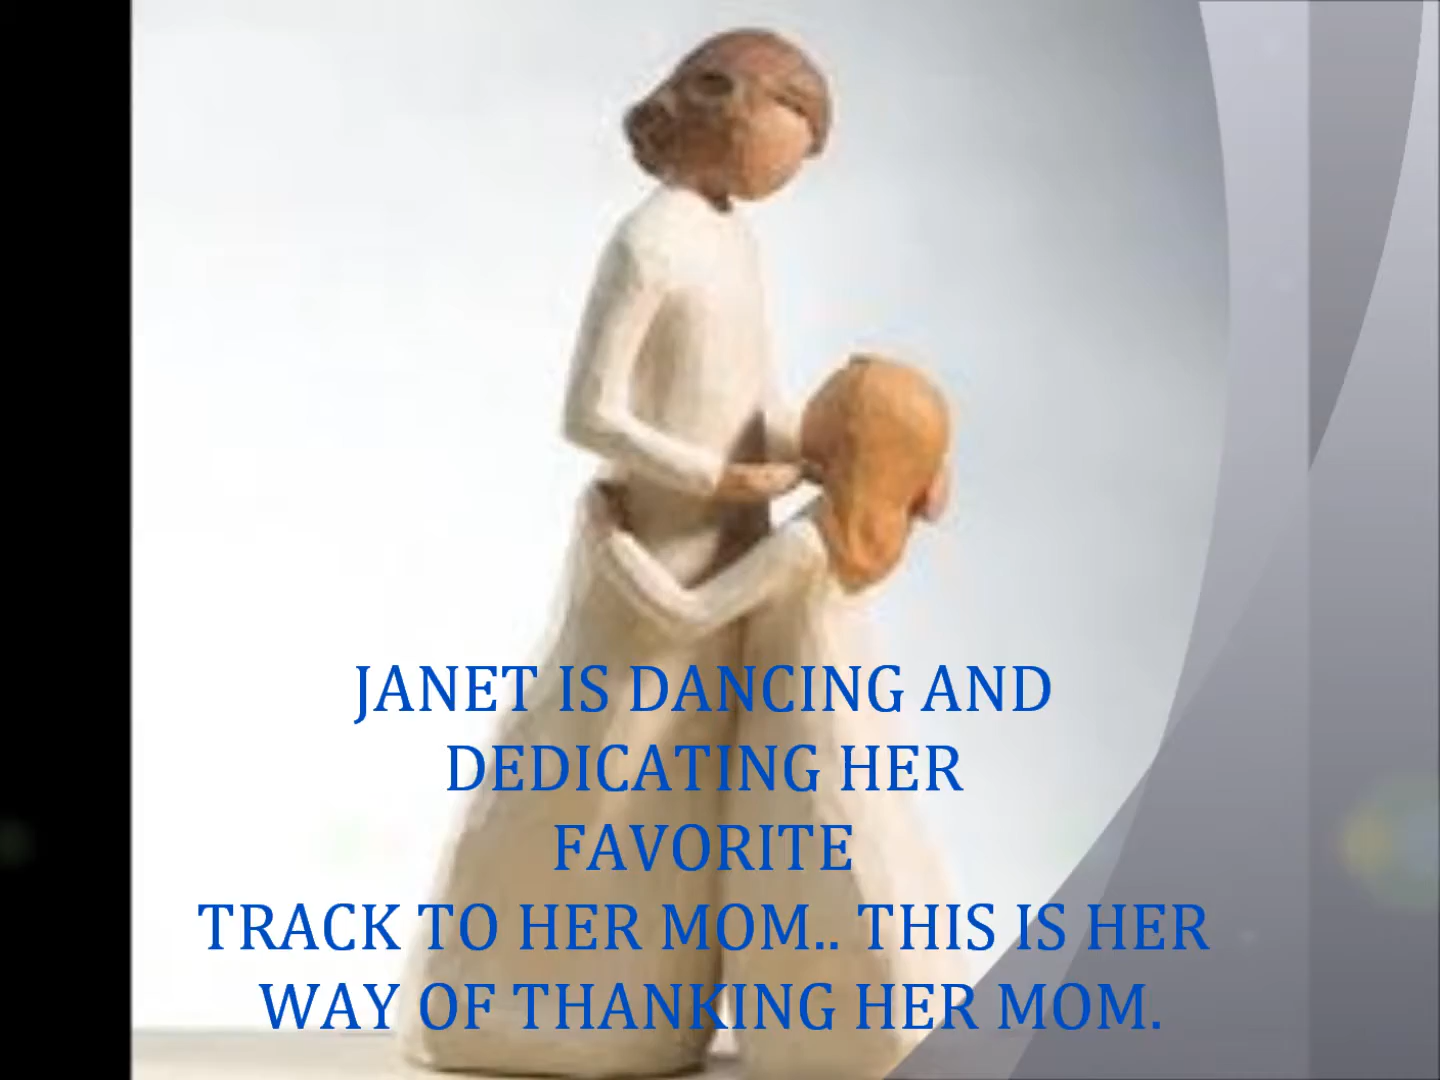 JANET IS DANCING AND
DEDICATING HER
FAVORITE
TRACK TO HER MOM.. THIS IS HER
WAY OF THANKING HER MOM.